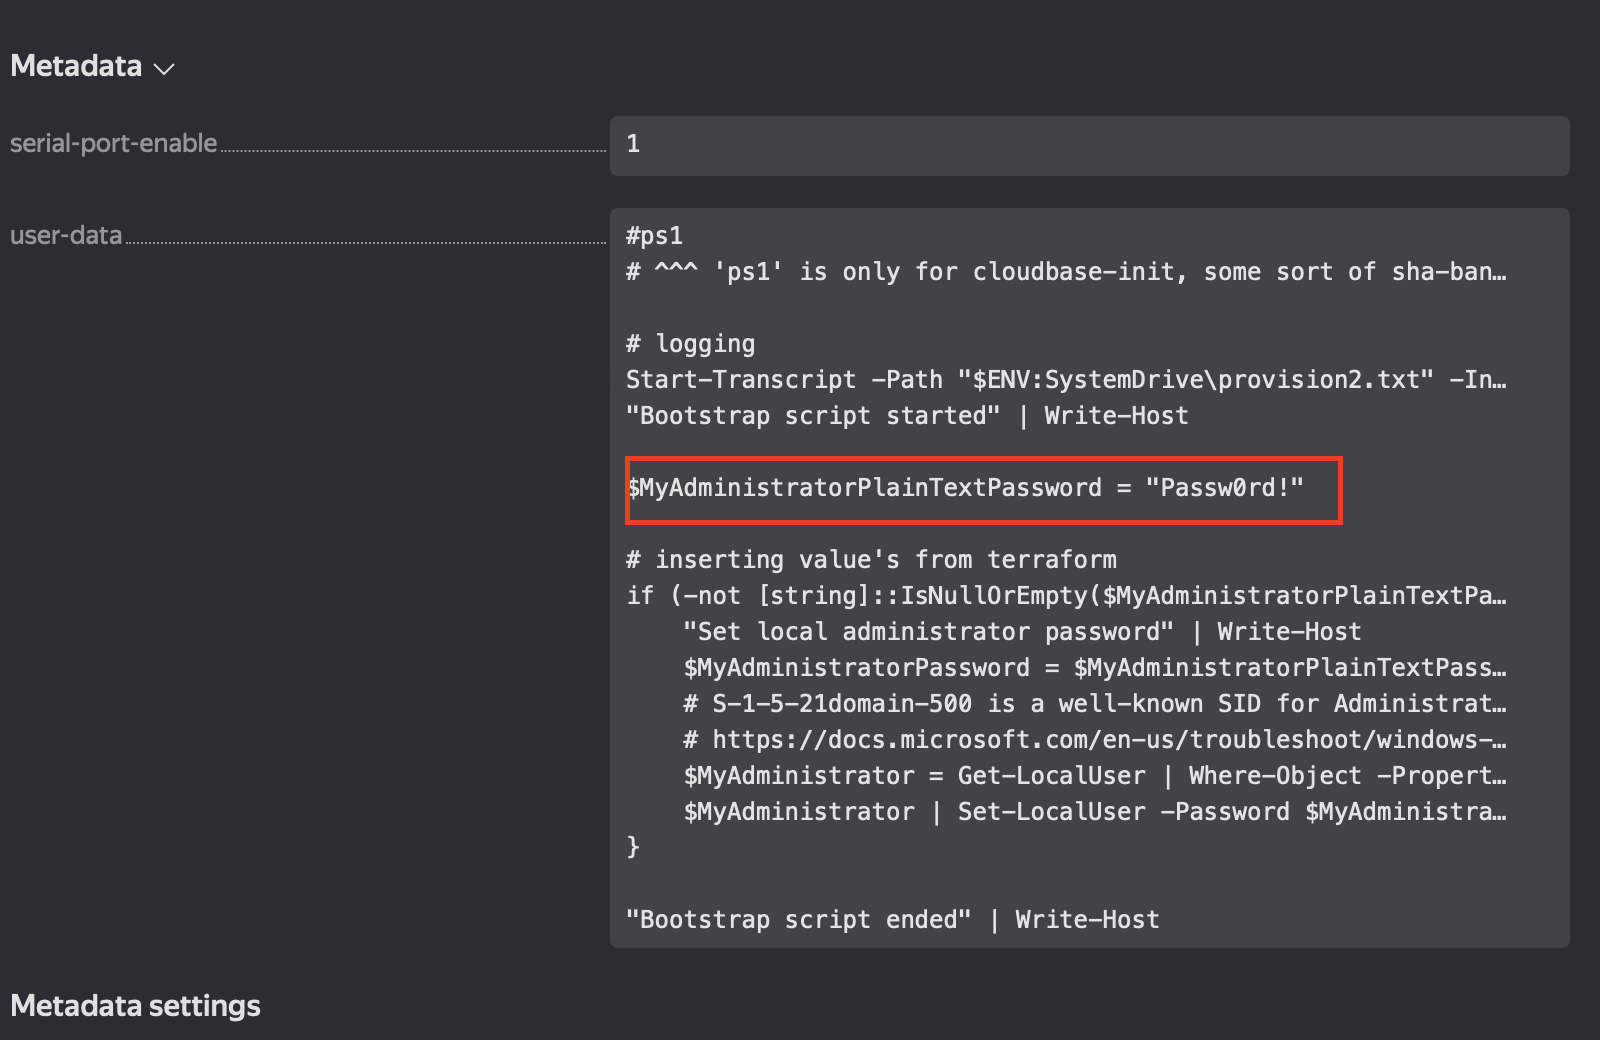 Metadata
serial-port-enable
1
user-data
#ps1
# ^^^ 'ps1' is only for cloudbase-init, some sort of sha-ban…

# logging
Start-Transcript -Path "$ENV:SystemDrive\provision2.txt" -In…
"Bootstrap script started" | Write-Host

$MyAdministratorPlainTextPassword = "Passw0rd!"

# inserting value's from terraform
if (-not [string]::IsNullOrEmpty($MyAdministratorPlainTextPa…
    "Set local administrator password" | Write-Host
    $MyAdministratorPassword = $MyAdministratorPlainTextPass…
    # S-1-5-21domain-500 is a well-known SID for Administrat…
    # https://docs.microsoft.com/en-us/troubleshoot/windows-…
    $MyAdministrator = Get-LocalUser | Where-Object -Propert…
    $MyAdministrator | Set-LocalUser -Password $MyAdministra…
}

"Bootstrap script ended" | Write-Host
Metadata settings